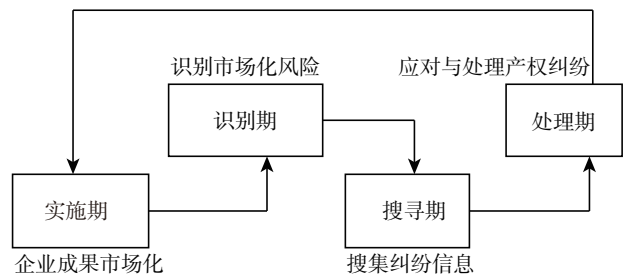 识别市场化风险
应对与处理产权纠纷
识别期
处理期
实施期
搜寻期
企业成果市场化
搜集纠纷信息